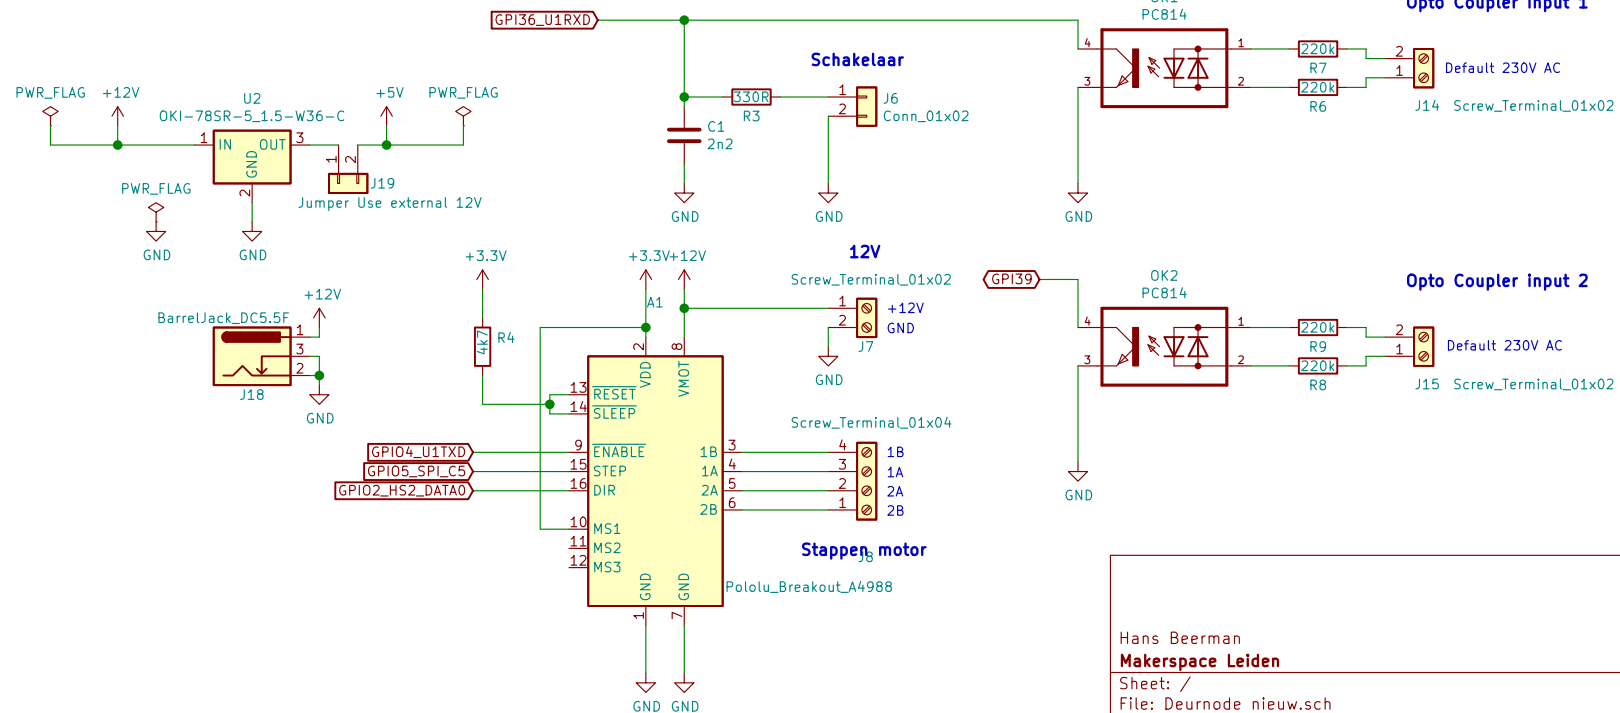 GPI36_U1RXD
OK1
PC814
Opto Coupler input 1
4
3
1
2
220k
R7
220k
R6
2
1
Default 230V AC
J14 Screw_Terminal_01x02
Schakelaar
330R
R3
1
2
J6
Conn_01x02
C1
2n2
GND
GND
GND
PWR_FLAG
+12V
U2
OKI-78SR-5_1.5-W36-C
+5V
PWR_FLAG
1
IN
OUT
3
GND
2
1
2
J19
Jumper Use external 12V
PWR_FLAG
GND
GND
+12V
BarrelJack_DC5.5F
1
3
2
J18
GND
+3.3V
+3.3V
+12V
A1
R4
4k7
12V
Screw_Terminal_01x02
1
2
+12V
GND
J7
GND
2
8
VDD
VMOT
13
RESET
14
SLEEP
9
ENABLE
15
STEP
16
DIR
10
MS1
11
MS2
12
MS3
GPIO4_U1TXD
GPIO5_SPI_C5
GPIO2_HS2_DATA0
1B
3
1A
4
2A
5
2B
6
GND
GND
1
7
GND
GND
Screw_Terminal_01x04
4
3
2
1
1B
1A
2A
2B
Stappen motor
J8
Pololu_Breakout_A4988
GPI39
OK2
PC814
Opto Coupler input 2
4
3
1
2
220k
R9
220k
R8
2
1
Default 230V AC
J15 Screw_Terminal_01x02
GND
Hans Beerman
Makerspace Leiden
Sheet: /
File: Deurnode nieuw.sch